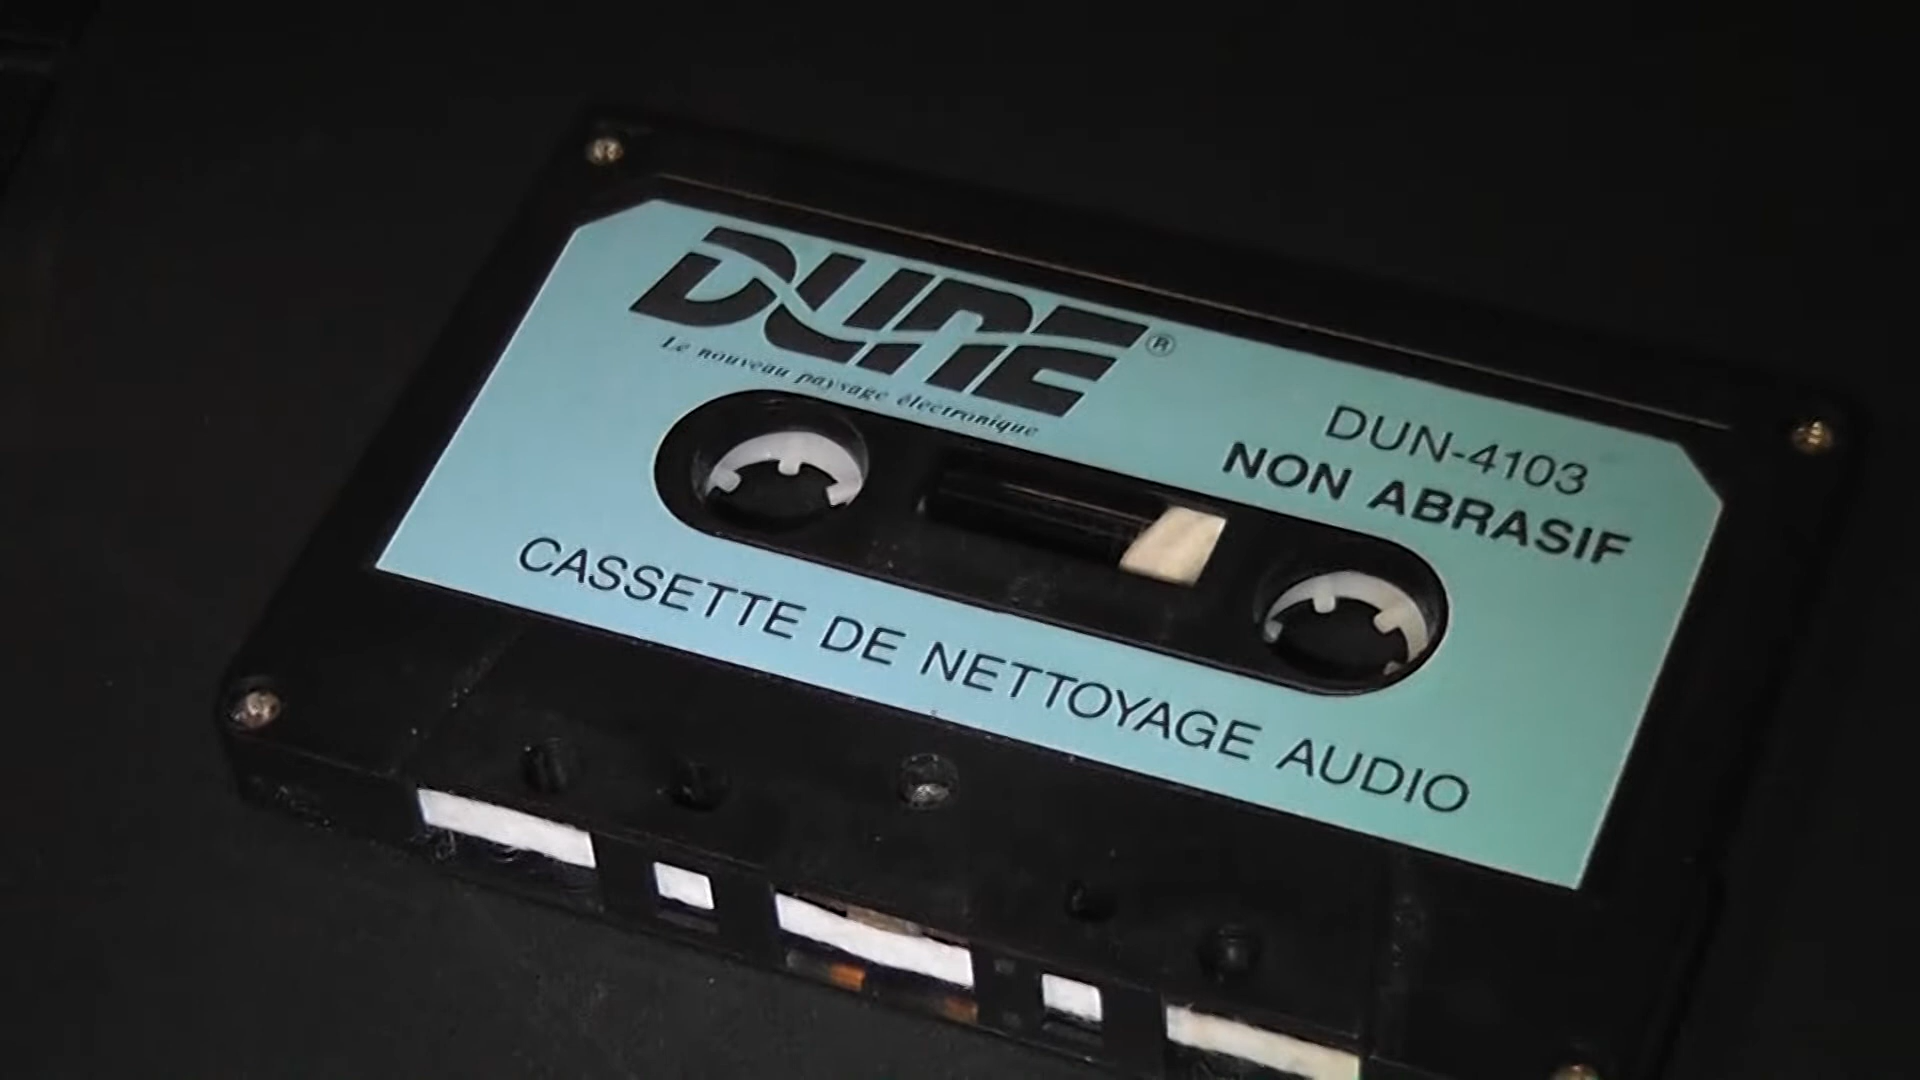 DUNE®
Le nouveau paysage électronique
DUN-4103
NON ABRASIF
CASSETTE DE NETTOYAGE AUDIO